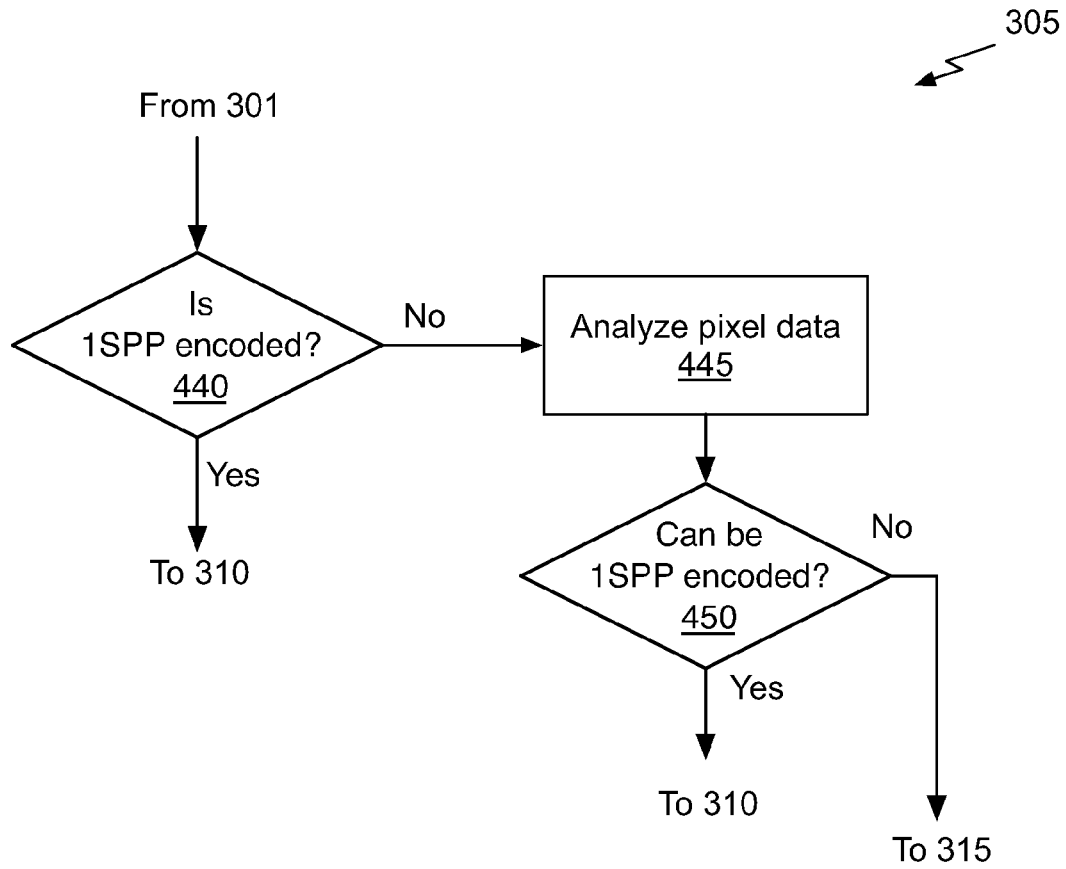 305
From 301
Is
1SPP encoded?
440
No
Analyze pixel data
445
Yes
To 310
Can be
1SPP encoded?
450
No
Yes
To 310
To 315